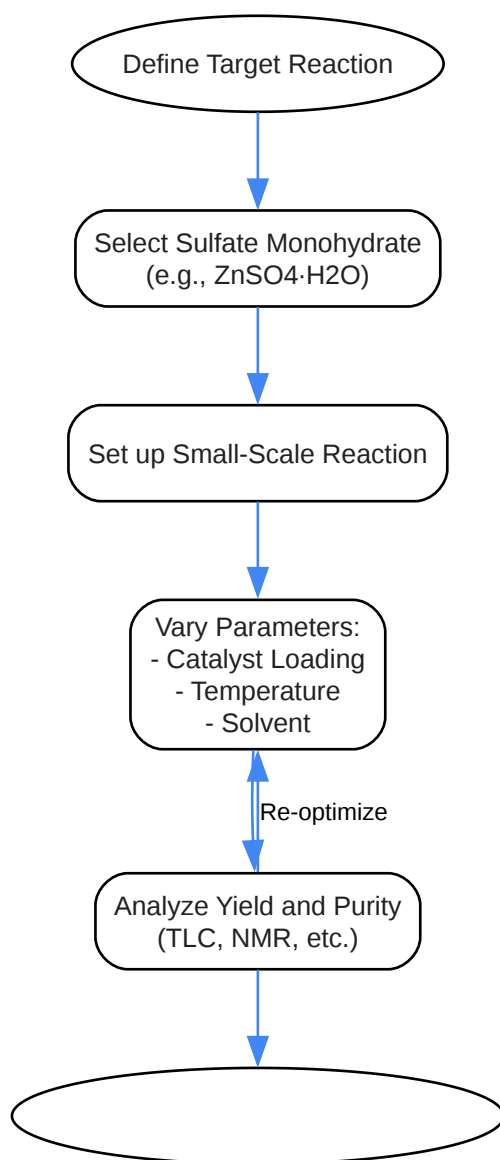 Define Target Reaction
Select Sulfate Monohydrate
(e.g., ZnSO4·H2O)
Set up Small-Scale Reaction
Vary Parameters:
- Catalyst Loading
- Temperature
- Solvent
Re-optimize
Analyze Yield and Purity
(TLC, NMR, etc.)